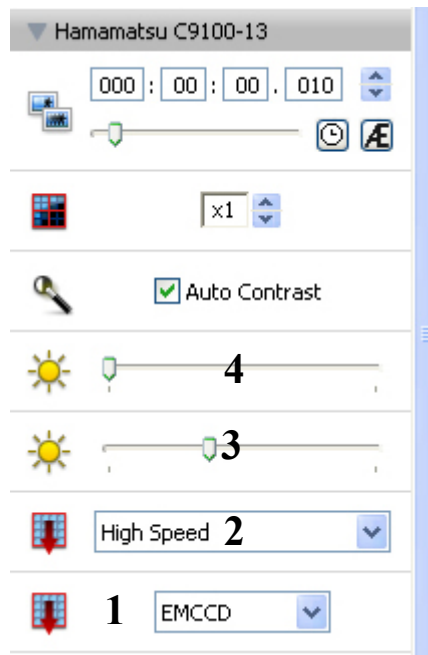 Hamamatsu C9100-13
000 : 00 : 00 . 010
Æ
x1
Auto Contrast
4
3
High Speed 2
1 EMCCD